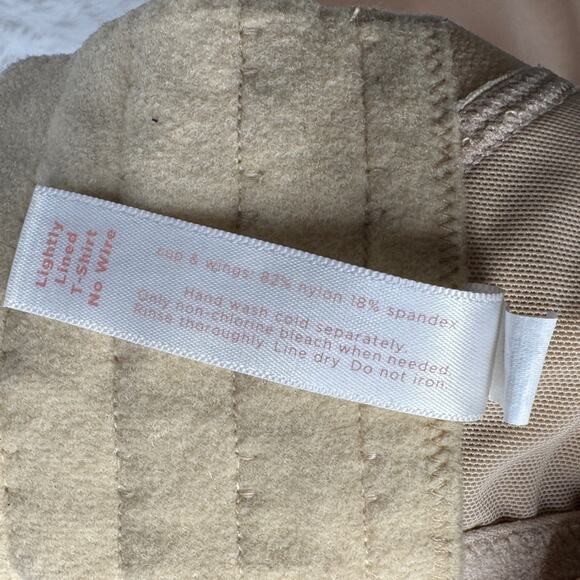 Lightly
Lined
T-Shirt
No Wire
cup & wings: 82% nylon 18% spandex
Hand wash cold separately.
Only non-chlorine bleach when needed.
Rinse thoroughly. Line dry. Do not iron.